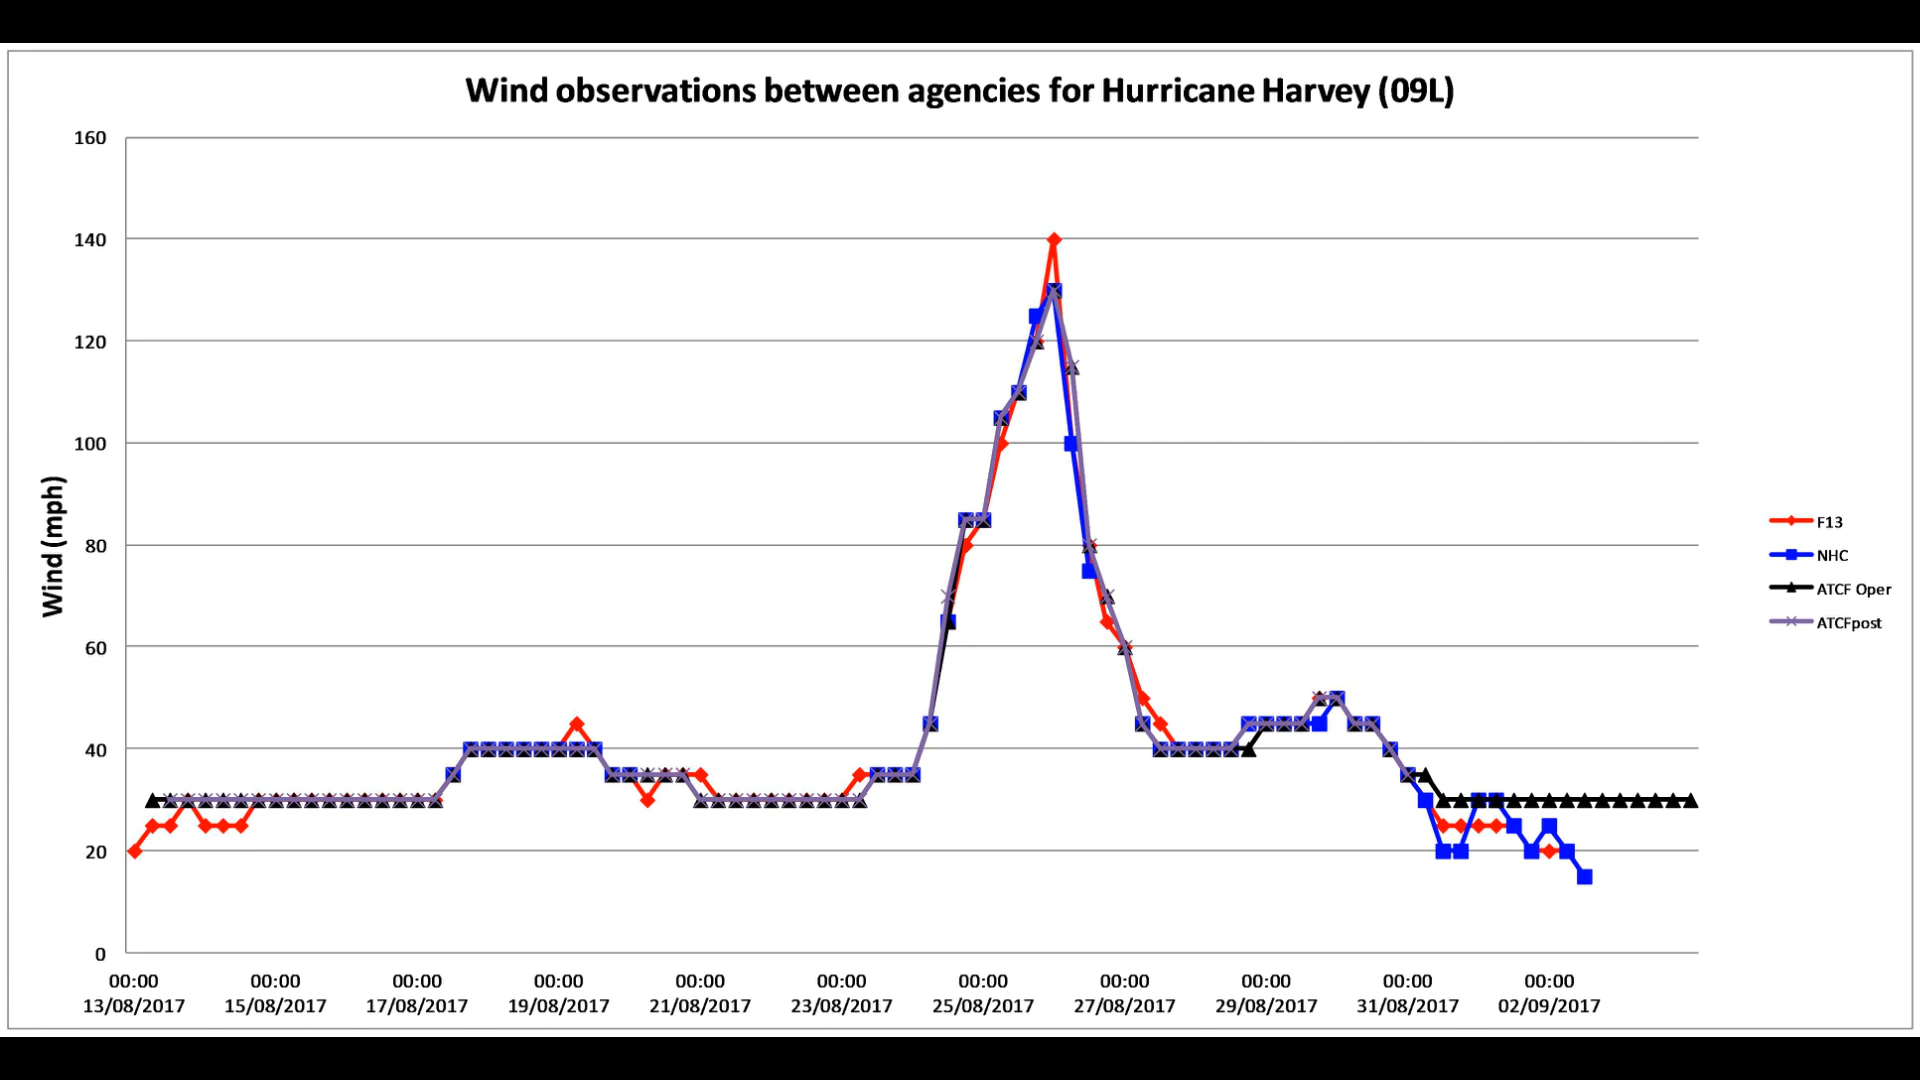 Wind observations between agencies for Hurricane Harvey (09L)
160
140
120
100
80
60
40
20
0
Wind (mph)
00:00 00:00 00:00 00:00 00:00 00:00 00:00 00:00 00:00 00:00 00:00
13/08/2017 15/08/2017 17/08/2017 19/08/2017 21/08/2017 23/08/2017 25/08/2017 27/08/2017 29/08/2017 31/08/2017 02/09/2017
F13
NHC
ATCF Oper
ATCFpost